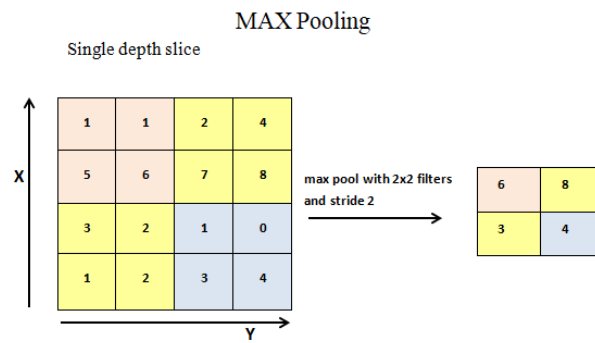 MAX Pooling
Single depth slice
X
1 1 2 4
5 6 7 8
3 2 1 0
1 2 3 4
Y
max pool with 2x2 filters
and stride 2
6 8
3 4